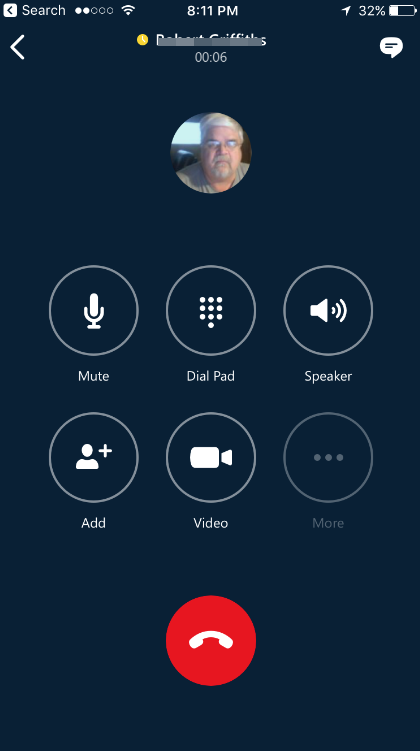 Search 8:11 PM 32%
00:06
Mute Dial Pad Speaker
Add Video More